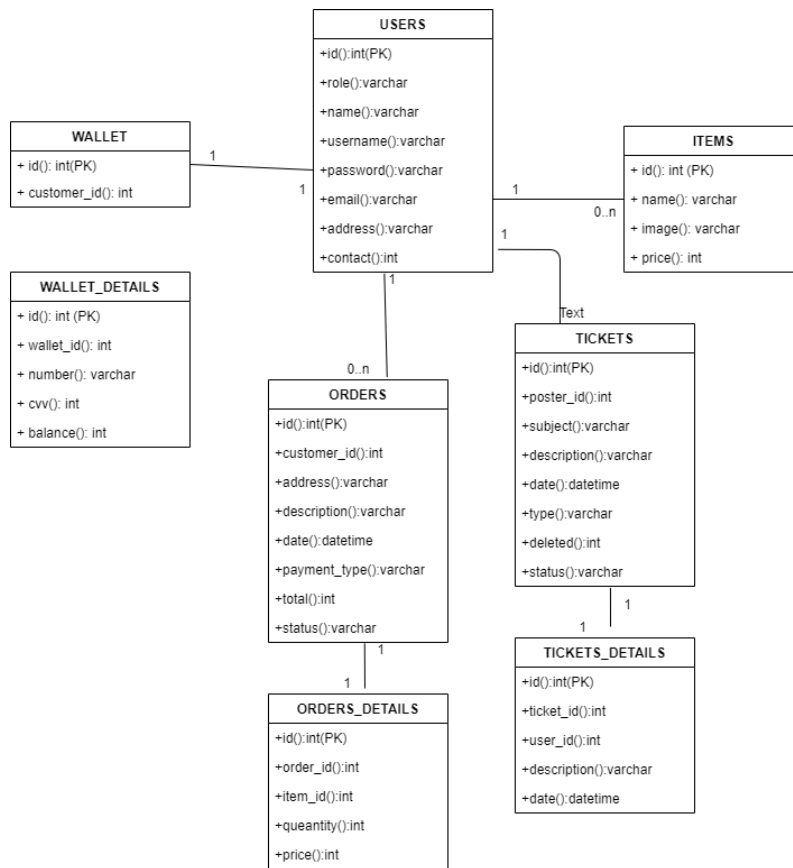 USERS
+id():int(PK)
+role():varchar
+name():varchar
+username():varchar
+password():varchar
+email():varchar
+address():varchar
+contact():int
WALLET
+ id(): int(PK)
+ customer_id(): int
1
1
ITEMS
+ id(): int (PK)
+ name(): varchar
+ image(): varchar
+ price(): int
1
0..n
1
Text
1
0..n
WALLET_DETAILS
+ id(): int (PK)
+ wallet_id(): int
+ number(): varchar
+ cvv(): int
+ balance(): int
ORDERS
+id():int(PK)
+customer_id():int
+address():varchar
+description():varchar
+date():datetime
+payment_type():varchar
+total():int
+status():varchar
TICKETS
+id():int(PK)
+poster_id():int
+subject():varchar
+description():varchar
+date():datetime
+type():varchar
+deleted():int
+status():varchar
1
1
1
1
ORDERS_DETAILS
+id():int(PK)
+order_id():int
+item_id():int
+queantity():int
+price():int
TICKETS_DETAILS
+id():int(PK)
+ticket_id():int
+user_id():int
+description():varchar
+date():datetime